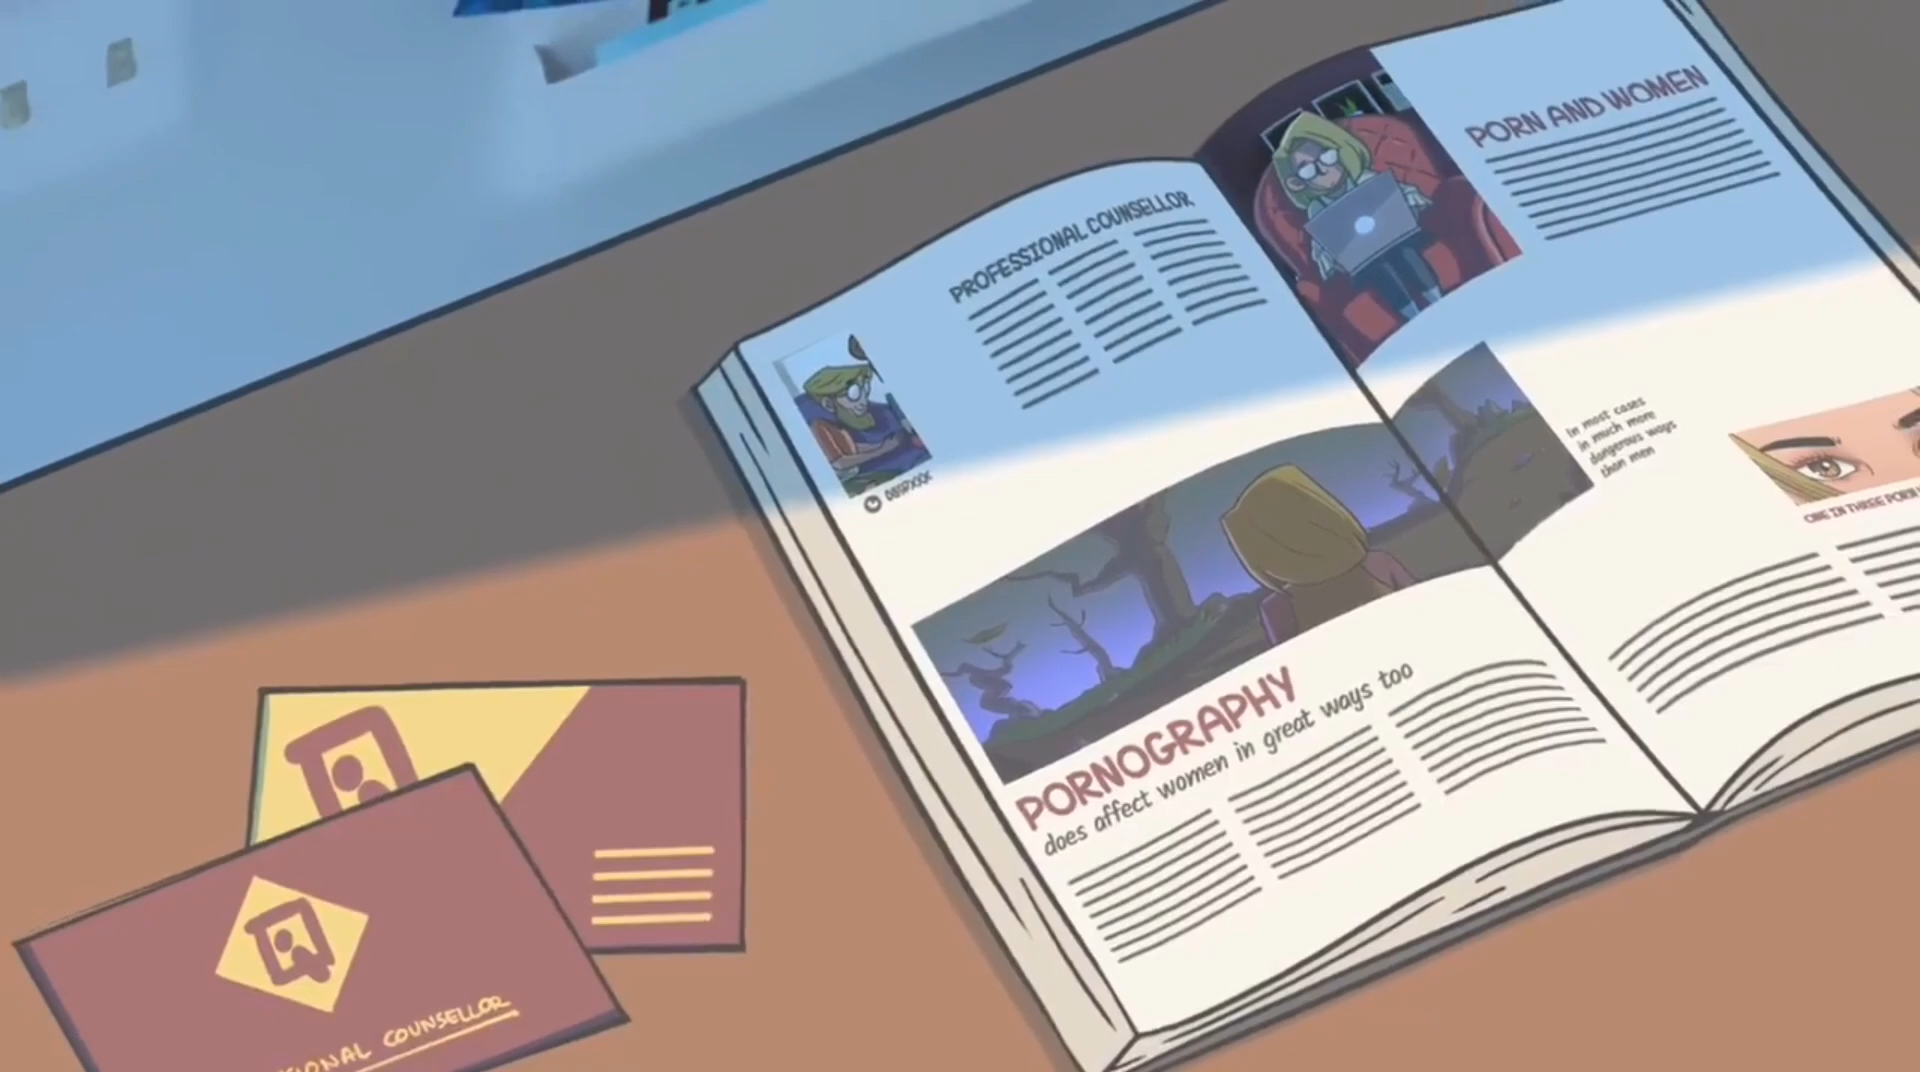 PROFESSIONAL COUNSELLOR
PORNOGRAPHY
does affect women in great ways too
PORN AND WOMEN
In most cases
in much more
dangerous ways
than men
ONE IN THREE PORN
COUNSELLOR